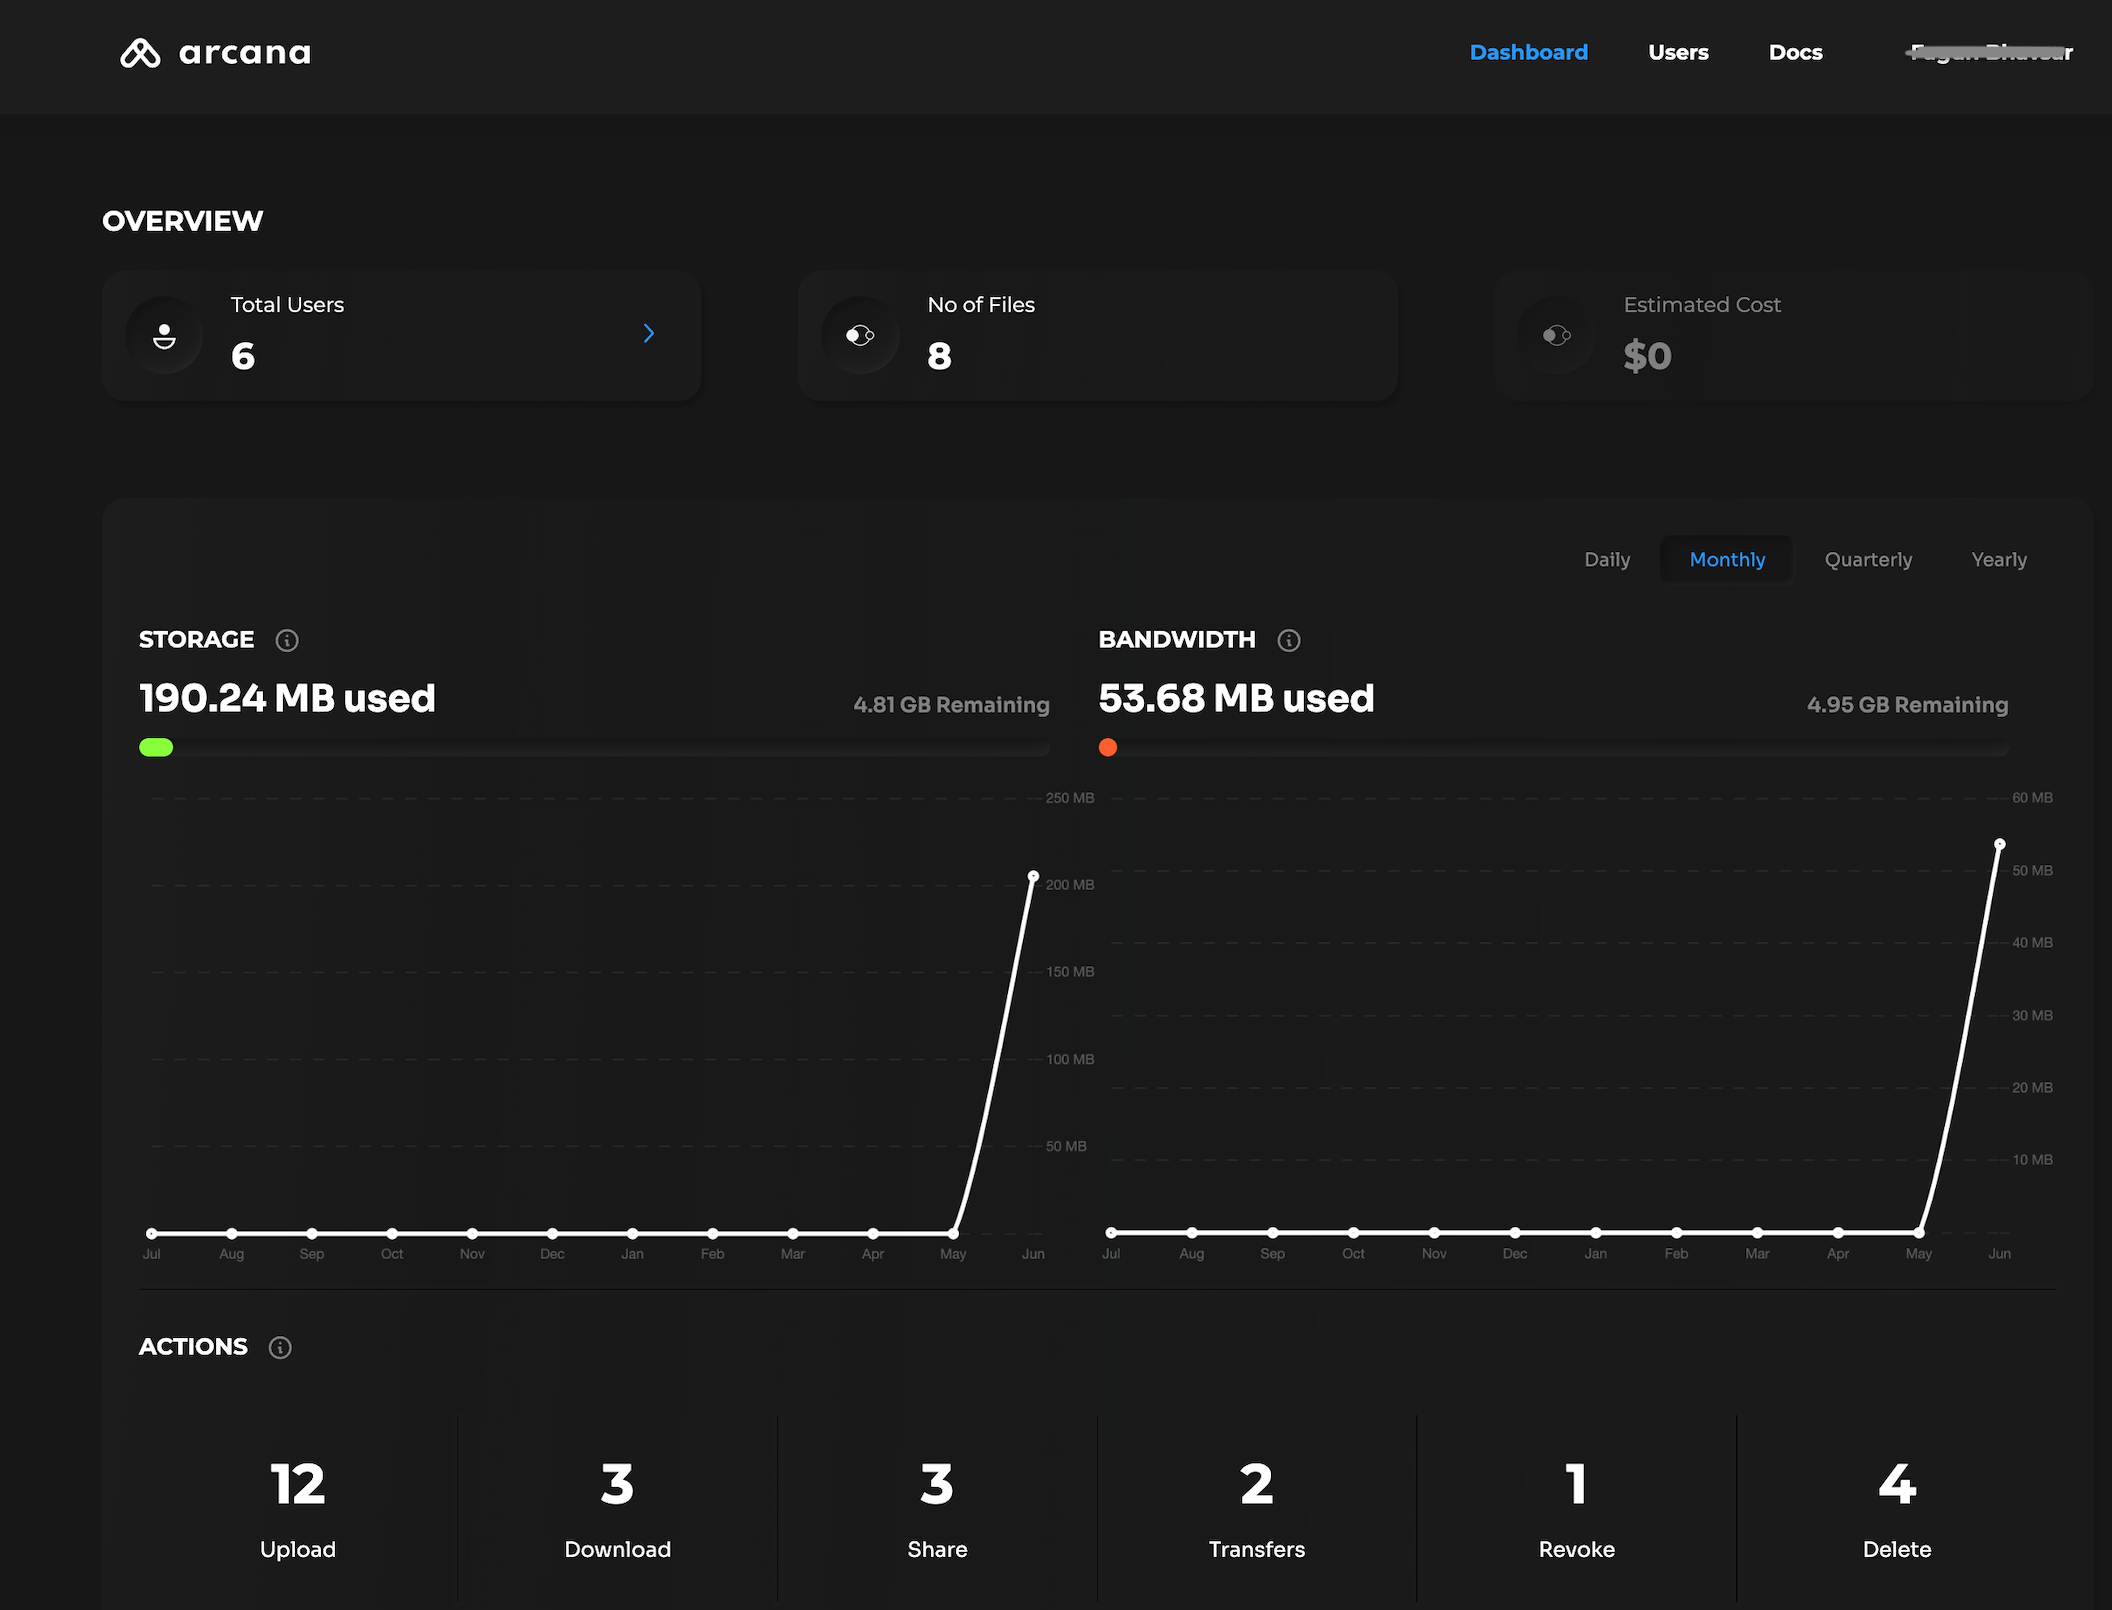 arcana
Dashboard Users Docs
OVERVIEW
Total Users
6
No of Files
8
Estimated Cost
$0
Daily Monthly Quarterly Yearly
STORAGE
190.24 MB used
4.81 GB Remaining
250 MB
200 MB
150 MB
100 MB
50 MB
Jul Aug Sep Oct Nov Dec Jan Feb Mar Apr May Jun
BANDWIDTH
53.68 MB used
4.95 GB Remaining
60 MB
50 MB
40 MB
30 MB
20 MB
10 MB
Jul Aug Sep Oct Nov Dec Jan Feb Mar Apr May Jun
ACTIONS
12
Upload
3
Download
3
Share
2
Transfers
1
Revoke
4
Delete